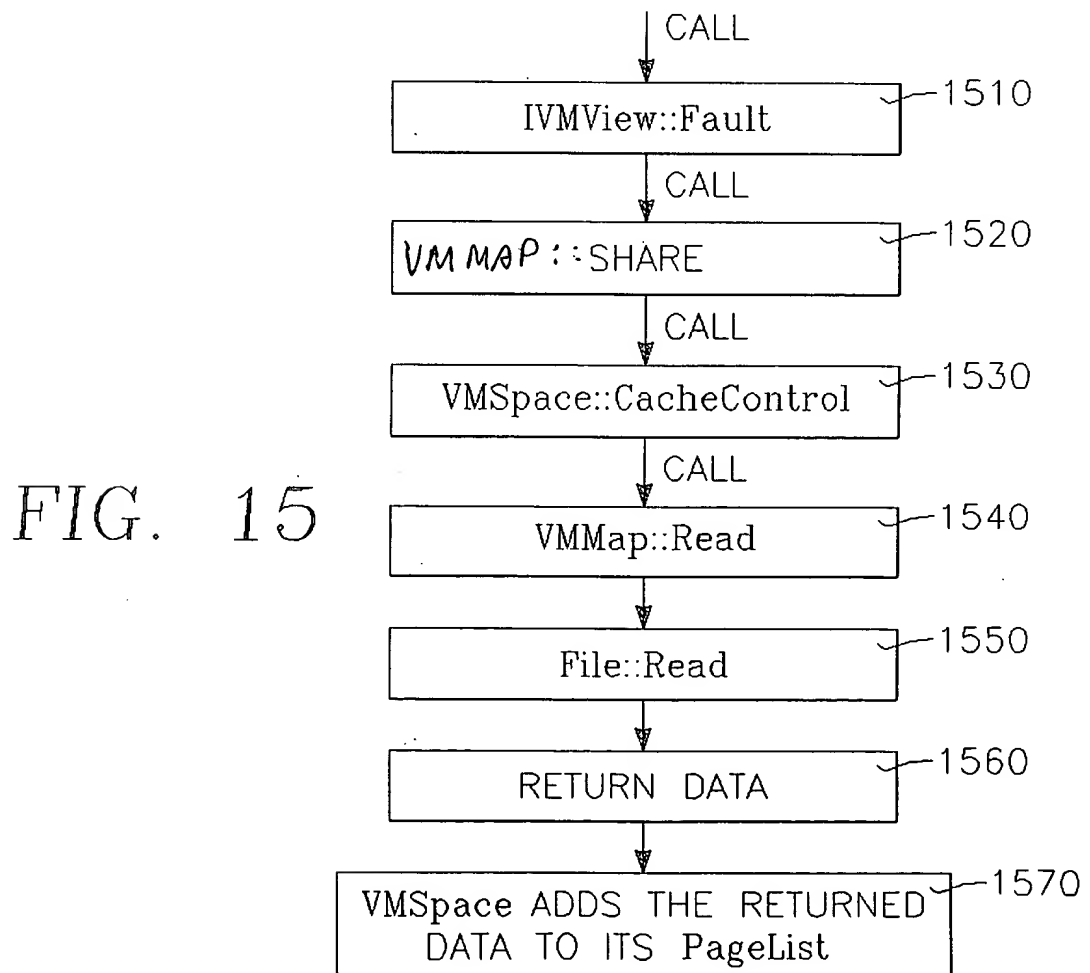 CALL
1510
IVMView::Fault
CALL
1520
VMMAP::SHARE
CALL
1530
VMSpace::CacheControl
CALL
FIG. 15
1540
VMMap::Read
1550
File::Read
1560
RETURN DATA
1570
VMSpace ADDS THE RETURNED
DATA TO ITS PageList